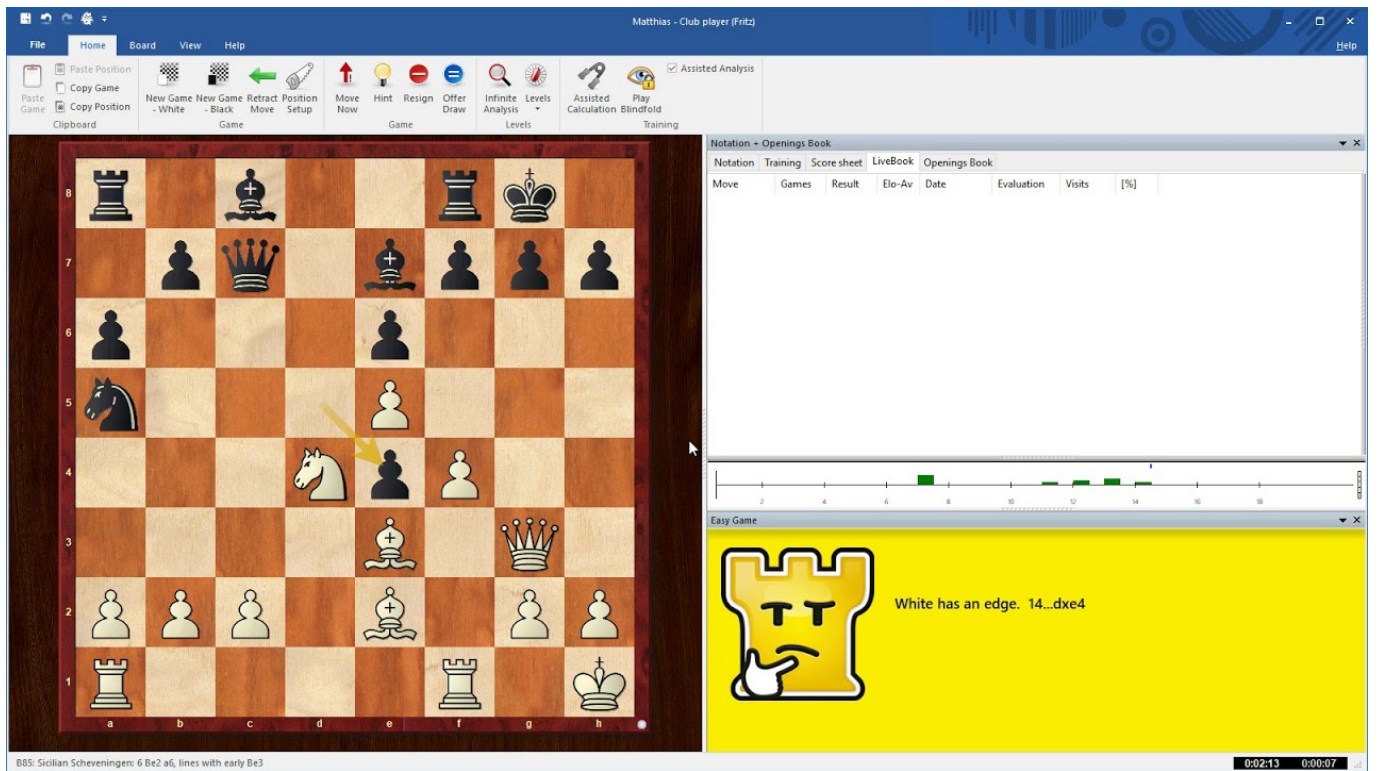 Matthias - Club player (Fritz)
File Home Board View Help Help
Paste Game
Paste Position
Copy Game
Copy Position
Clipboard
New Game - White
New Game - Black
Retract Move
Position Setup
Game
Move Now
Hint
Resign
Offer Draw
Game
Infinite Analysis
Levels
Levels
Assisted Calculation
Play Blindfold
Assisted Analysis
Training
Notation + Openings Book
Notation Training Score sheet LiveBook Openings Book
Move Games Result Elo-Av Date Evaluation Visits [%]
8
7
6
5
4
3
2
1
a b c d e f g h
2 4 6 8 10 12 14 16 18
Easy Game
White has an edge. 14...dxe4
B85: Sicilian Scheveningen: 6 Be2 a6, lines with early Be3
0:02:13 0:00:07